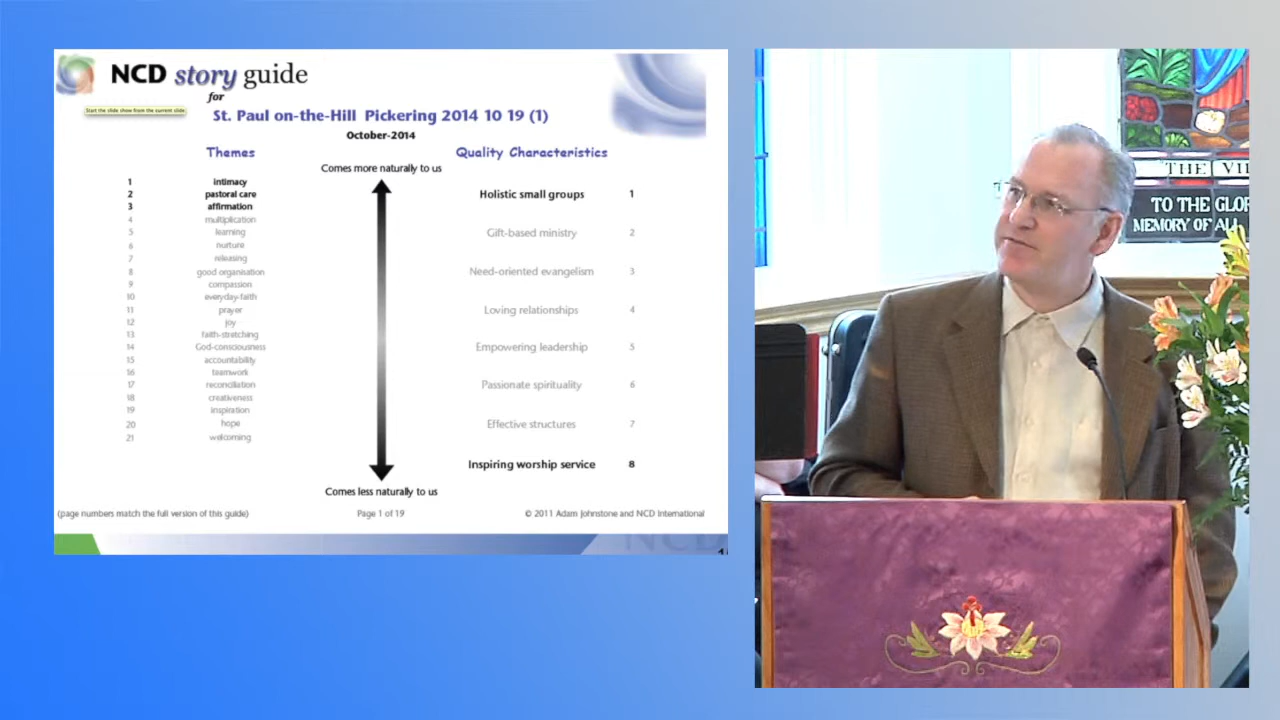 NCD story guide
for
Start the slide show from the current slide
St. Paul on-the-Hill Pickering 2014 10 19 (1)
October-2014
Themes
1 intimacy
2 pastoral care
3 affirmation
4 multiplication
5 learning
6 nurture
7 releasing
8 good organisation
9 compassion
10 everyday-faith
11 prayer
12 joy
13 faith-stretching
14 God-consciousness
15 accountability
16 teamwork
17 reconciliation
18 creativeness
19 inspiration
20 hope
21 welcoming
Comes more naturally to us
Comes less naturally to us
Quality Characteristics
Holistic small groups 1
Gift-based ministry 2
Need-oriented evangelism 3
Loving relationships 4
Empowering leadership 5
Passionate spirituality 6
Effective structures 7
Inspiring worship service 8
(page numbers match the full version of this guide)
Page 1 of 19
© 2011 Adam Johnstone and NCD International
NCD
THE
TO THE
MEMORY OF